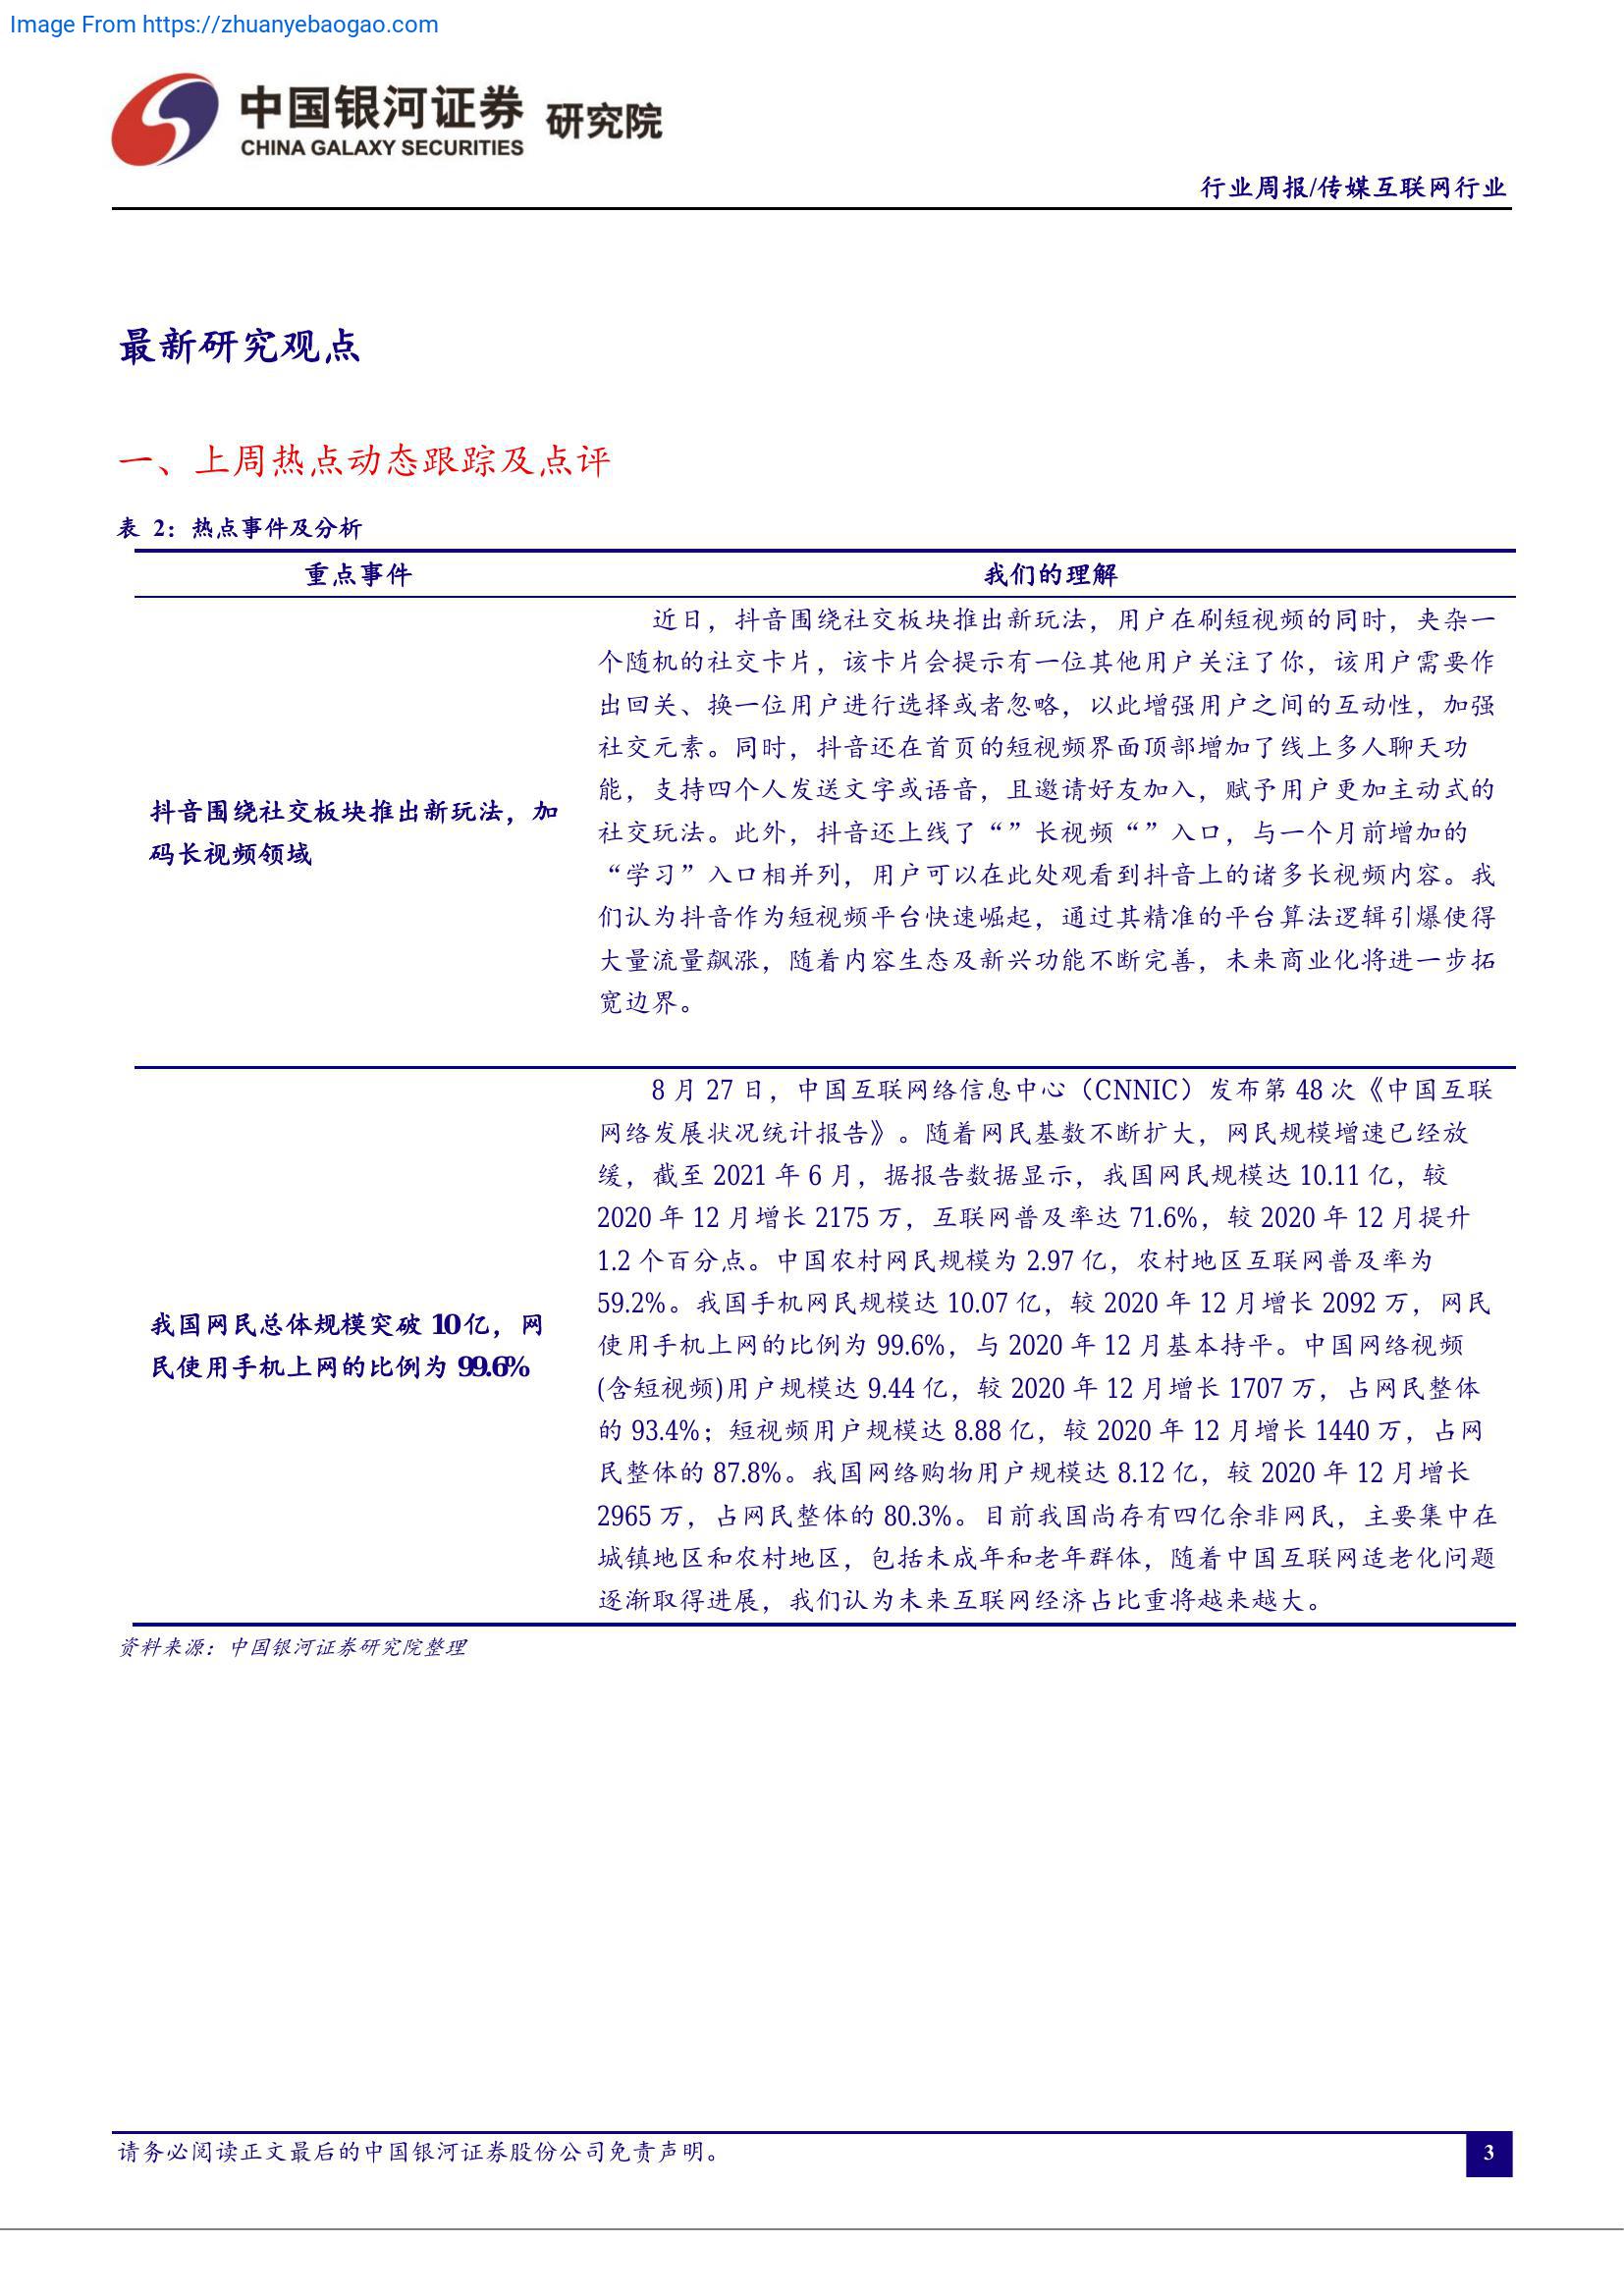 Image From https://zhuanyebaogao.com
中国银河证券 研究院
CHINA GALAXY SECURITIES
行业周报/传媒互联网行业
最新研究观点
一、上周热点动态跟踪及点评
表 2：热点事件及分析
重点事件 我们的理解
抖音围绕社交板块推出新玩法，加
码长视频领域
近日，抖音围绕社交板块推出新玩法，用户在刷短视频的同时，夹杂一
个随机的社交卡片，该卡片会提示有一位其他用户关注了你，该用户需要作
出回关、换一位用户进行选择或者忽略，以此增强用户之间的互动性，加强
社交元素。同时，抖音还在首页的短视频界面顶部增加了线上多人聊天功
能，支持四个人发送文字或语音，且邀请好友加入，赋予用户更加主动式的
社交玩法。此外，抖音还上线了“”长视频“”入口，与一个月前增加的
“学习”入口相并列，用户可以在此处观看到抖音上的诸多长视频内容。我
们认为抖音作为短视频平台快速崛起，通过其精准的平台算法逻辑引爆使得
大量流量飙涨，随着内容生态及新兴功能不断完善，未来商业化将进一步拓
宽边界。
我国网民总体规模突破 10亿，网
民使用手机上网的比例为 99.6%
8 月 27 日，中国互联网络信息中心（CNNIC）发布第 48 次《中国互联
网络发展状况统计报告》。随着网民基数不断扩大，网民规模增速已经放
缓，截至 2021 年 6 月，据报告数据显示，我国网民规模达 10.11 亿，较
2020 年 12 月增长 2175 万，互联网普及率达 71.6%，较 2020 年 12 月提升
1.2 个百分点。中国农村网民规模为 2.97 亿，农村地区互联网普及率为
59.2%。我国手机网民规模达 10.07 亿，较 2020 年 12 月增长 2092 万，网民
使用手机上网的比例为 99.6%，与 2020 年 12 月基本持平。中国网络视频
(含短视频)用户规模达 9.44 亿，较 2020 年 12 月增长 1707 万，占网民整体
的 93.4%；短视频用户规模达 8.88 亿，较 2020 年 12 月增长 1440 万，占网
民整体的 87.8%。我国网络购物用户规模达 8.12 亿，较 2020 年 12 月增长
2965 万，占网民整体的 80.3%。目前我国尚存有四亿余非网民，主要集中在
城镇地区和农村地区，包括未成年和老年群体，随着中国互联网适老化问题
逐渐取得进展，我们认为未来互联网经济占比重将越来越大。
资料来源：中国银河证券研究院整理
请务必阅读正文最后的中国银河证券股份公司免责声明。
3